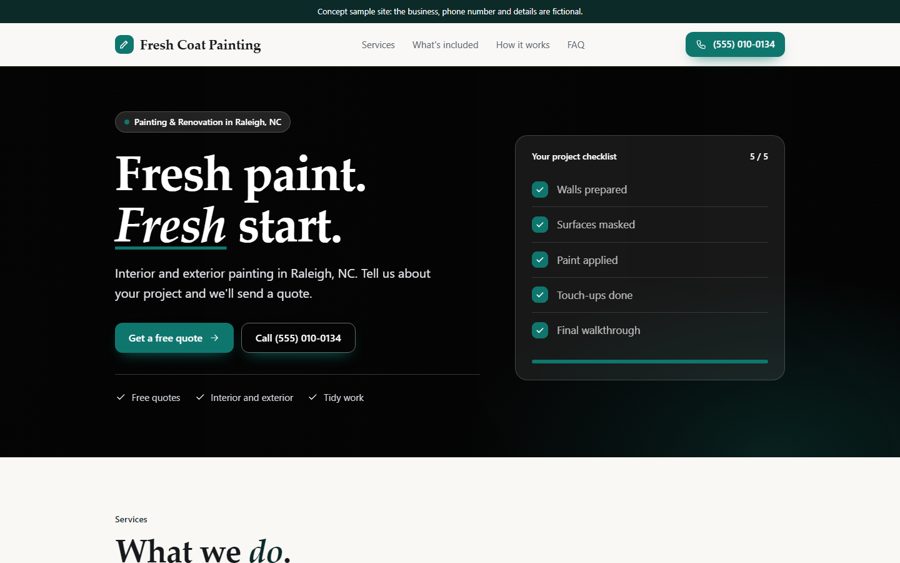 Concept sample site: the business, phone number and details are fictional.
Fresh Coat Painting
Services
What's included
How it works
FAQ
(555) 010-0134
Painting & Renovation in Raleigh, NC
Fresh paint.
Fresh start.
Interior and exterior painting in Raleigh, NC. Tell us about
your project and we'll send a quote.
Get a free quote
Call (555) 010-0134
Free quotes
Interior and exterior
Tidy work
Your project checklist
5 / 5
Walls prepared
Surfaces masked
Paint applied
Touch-ups done
Final walkthrough
Services
What we do.